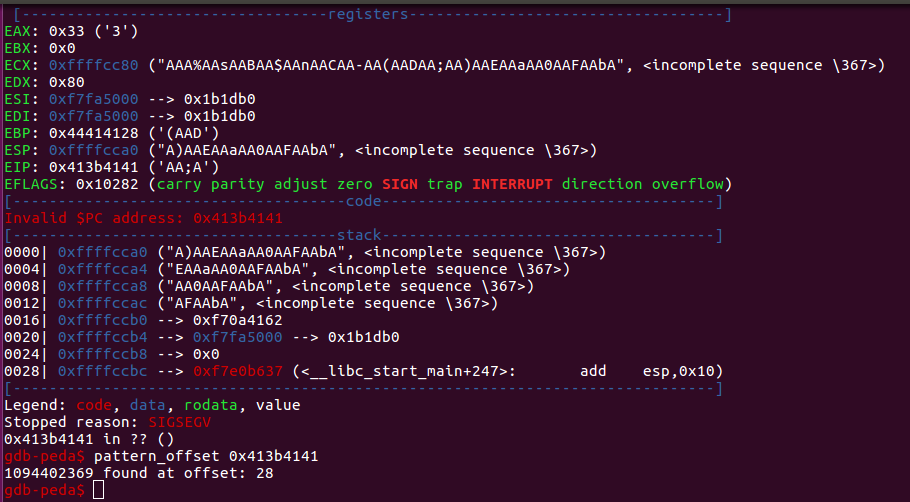 [----------------------------------registers-----------------------------------]
EAX: 0x33 ('3')
EBX: 0x0
ECX: 0xffffcc80 ("AAA%AAsAABAA$AAnAACAA-AA(AADAA;AA)AAEAAaAA0AAFAAbA", <incomplete sequence \367>)
EDX: 0x80
ESI: 0xf7fa5000 --> 0x1b1db0
EDI: 0xf7fa5000 --> 0x1b1db0
EBP: 0x44414128 ('(AAD')
ESP: 0xffffcca0 ("A)AAEAAaAA0AAFAAbA", <incomplete sequence \367>)
EIP: 0x413b4141 ('AA;A')
EFLAGS: 0x10282 (carry parity adjust zero SIGN trap INTERRUPT direction overflow)
[-------------------------------------code-------------------------------------]
Invalid $PC address: 0x413b4141
[------------------------------------stack-------------------------------------]
0000| 0xffffcca0 ("A)AAEAAaAA0AAFAAbA", <incomplete sequence \367>)
0004| 0xffffcca4 ("EAAaAA0AAFAAbA", <incomplete sequence \367>)
0008| 0xffffcca8 ("AA0AAFAAbA", <incomplete sequence \367>)
0012| 0xffffccac ("AFAAbA", <incomplete sequence \367>)
0016| 0xffffccb0 --> 0xf70a4162
0020| 0xffffccb4 --> 0xf7fa5000 --> 0x1b1db0
0024| 0xffffccb8 --> 0x0
0028| 0xffffccbc --> 0xf7e0b637 (<__libc_start_main+247>: add esp,0x10)
[------------------------------------------------------------------------------]
Legend: code, data, rodata, value
Stopped reason: SIGSEGV
0x413b4141 in ?? ()
gdb-peda$ pattern_offset 0x413b4141
1094402369 found at offset: 28
gdb-peda$